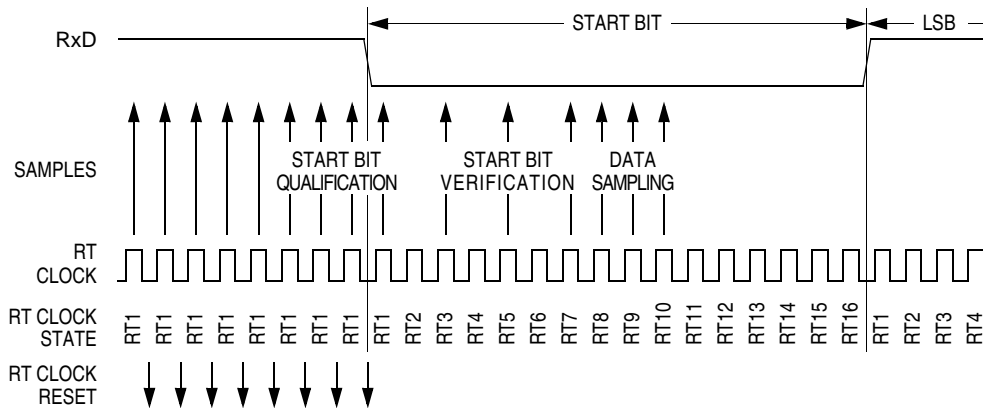 START BIT LSB
RxD
SAMPLES
START BIT QUALIFICATION
START BIT VERIFICATION
DATA SAMPLING
RT CLOCK
RT CLOCK STATE
RT1 RT1 RT1 RT1 RT1 RT1 RT1 RT1 RT1 RT2 RT3 RT4 RT5 RT6 RT7 RT8 RT9 RT10 RT11 RT12 RT13 RT14 RT15 RT16 RT1 RT2 RT3 RT4
RT CLOCK RESET